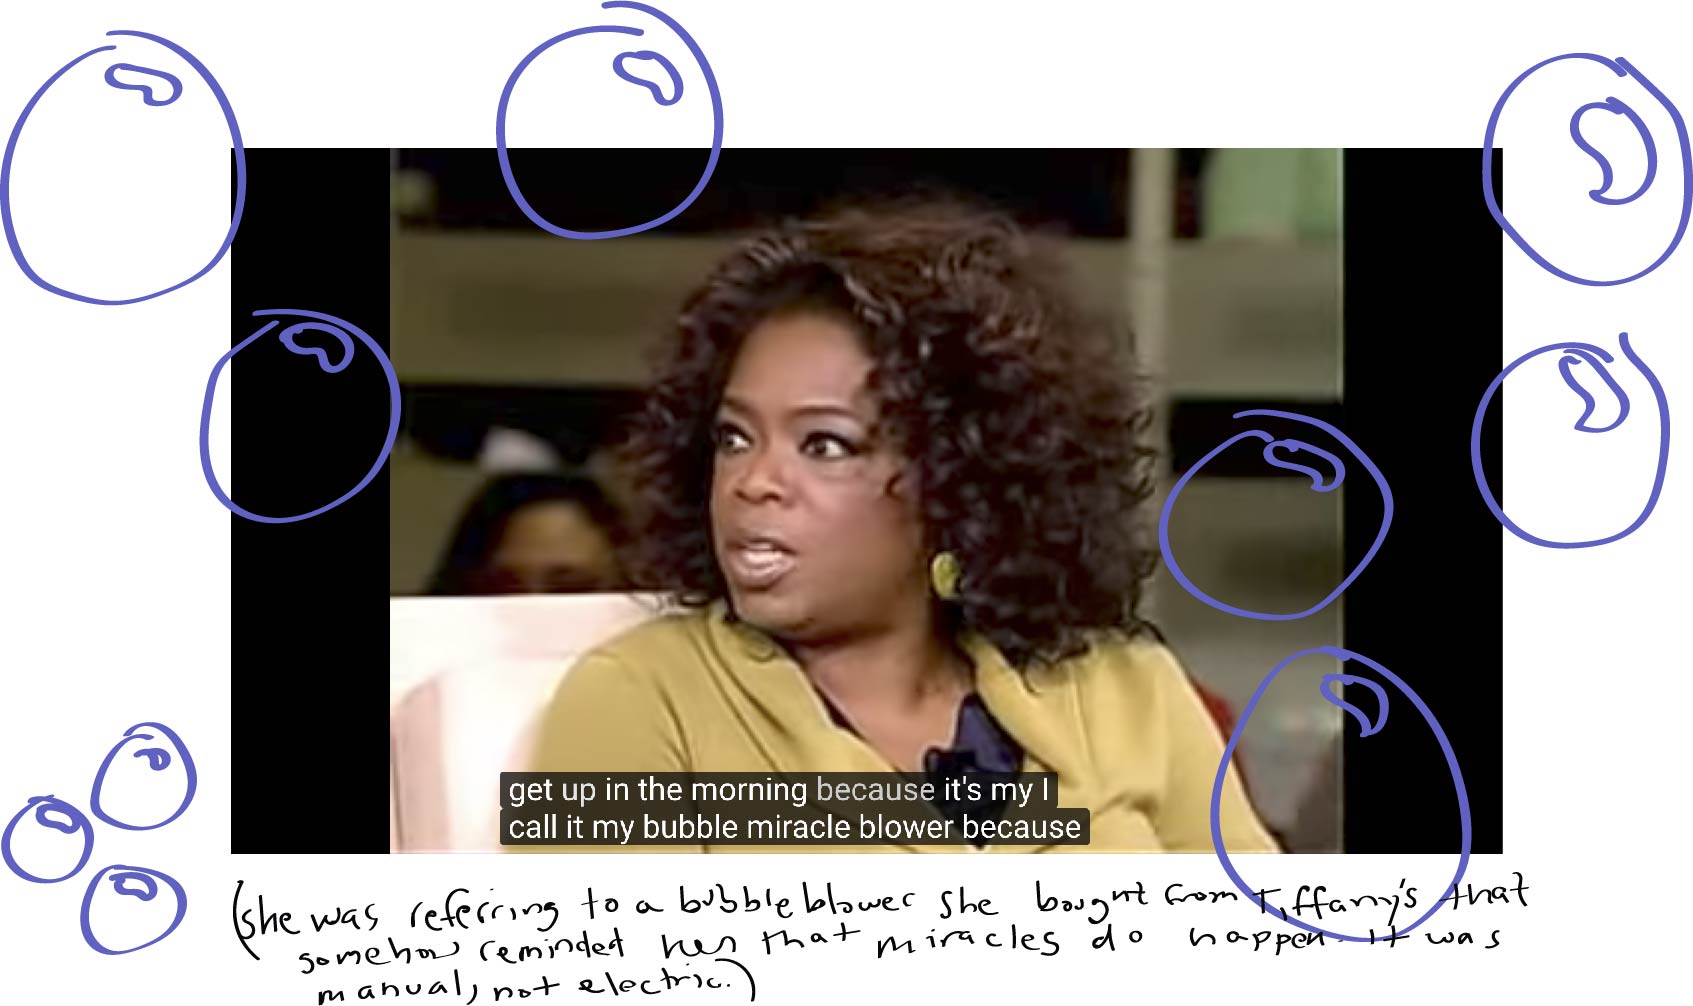 get up in the morning because it's my I
call it my bubble miracle blower because
(she was referring to a bubble blower she bought from Tiffany's that
somehow reminded her that miracles do happen. It was
manual, not electric.)